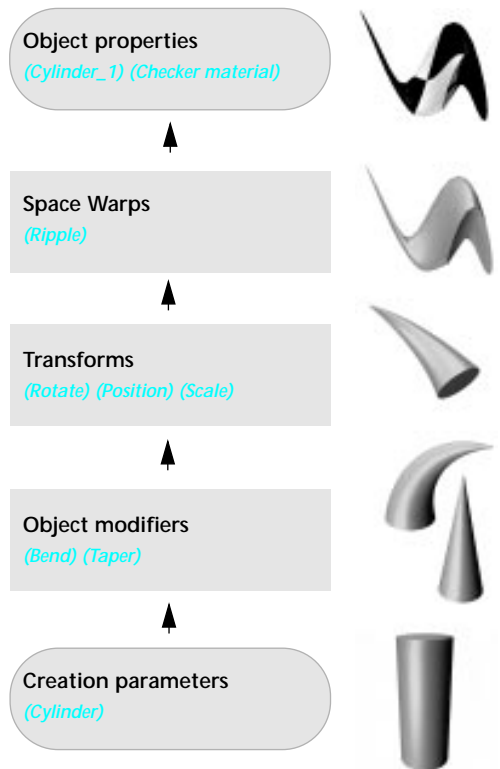 Object properties
(Cylinder_1) (Checker material)
Space Warps
(Ripple)
Transforms
(Rotate) (Position) (Scale)
Object modifiers
(Bend) (Taper)
Creation parameters
(Cylinder)